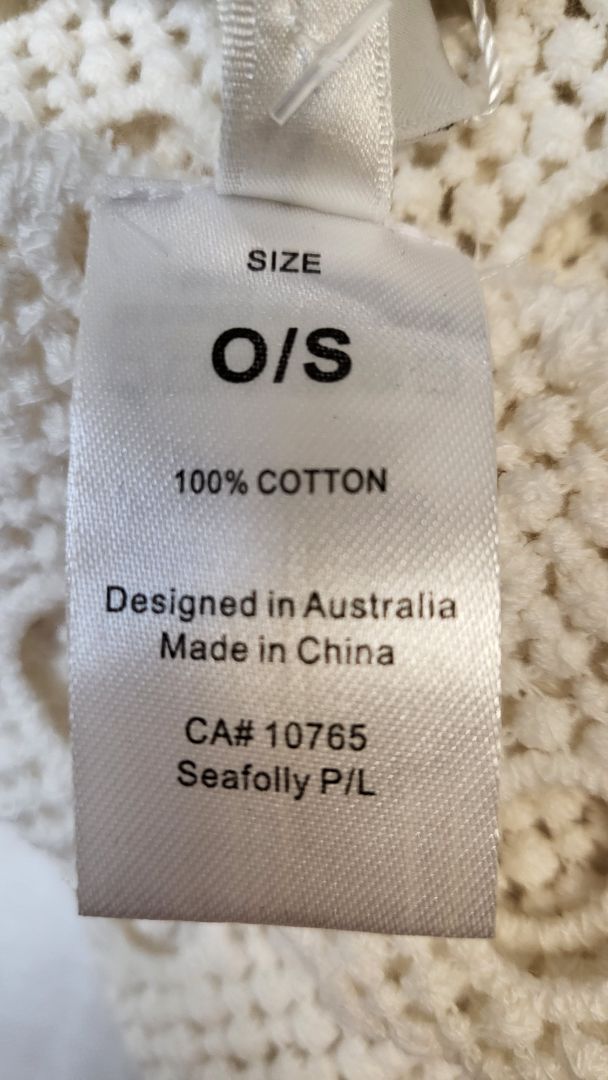 SIZE
O/S
100% COTTON
Designed in Australia
Made in China
CA# 10765
Seafolly P/L